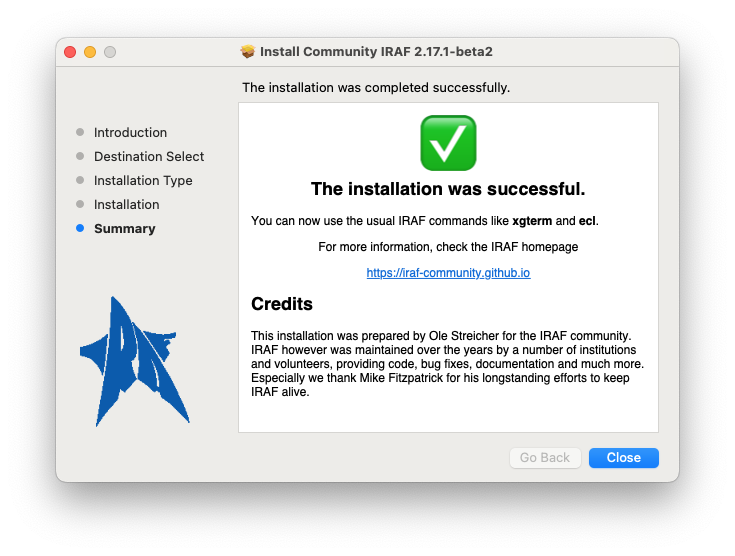 Install Community IRAF 2.17.1-beta2
The installation was completed successfully.
Introduction
Destination Select
Installation Type
Installation
Summary
The installation was successful.
You can now use the usual IRAF commands like xgterm and ecl.
For more information, check the IRAF homepage
https://iraf-community.github.io
Credits
This installation was prepared by Ole Streicher for the IRAF community.
IRAF however was maintained over the years by a number of institutions
and volunteers, providing code, bug fixes, documentation and much more.
Especially we thank Mike Fitzpatrick for his longstanding efforts to keep
IRAF alive.
IRAF
Go Back
Close